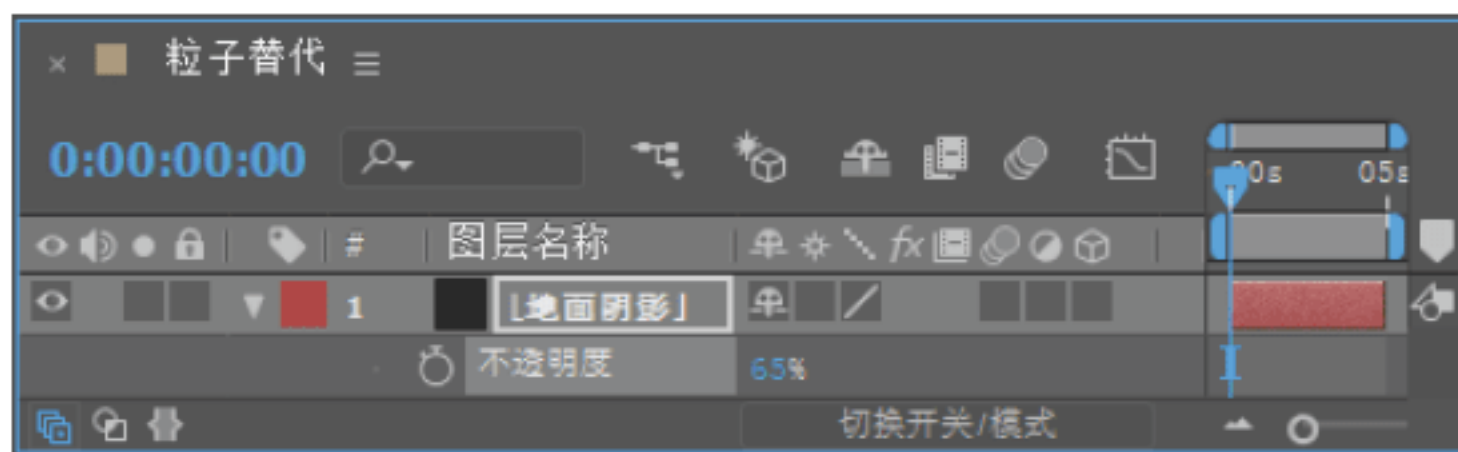 粒子替代
0:00:00:00
00s 05s
# 图层名称 fx
1 「地面阴影」
不透明度 65%
切换开关/模式